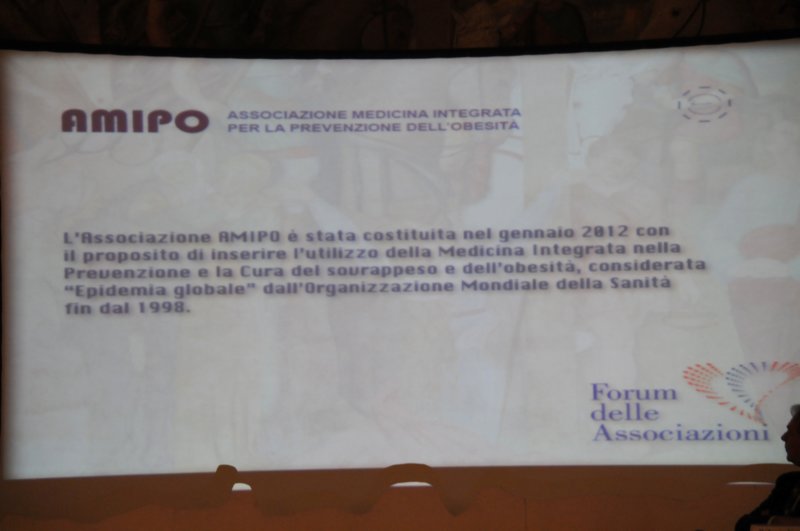 AMIPO
ASSOCIAZIONE MEDICINA INTEGRATA
PER LA PREVENZIONE DELL'OBESITÀ
L'Associazione AMIPO è stata costituita nel gennaio 2012 con
il proposito di inserire l'utilizzo della Medicina Integrata nella
Prevenzione e la Cura del sovrappeso e dell'obesità, considerata
"Epidemia globale" dall'Organizzazione Mondiale della Sanità
fin dal 1998.
Forum
delle
Associazioni